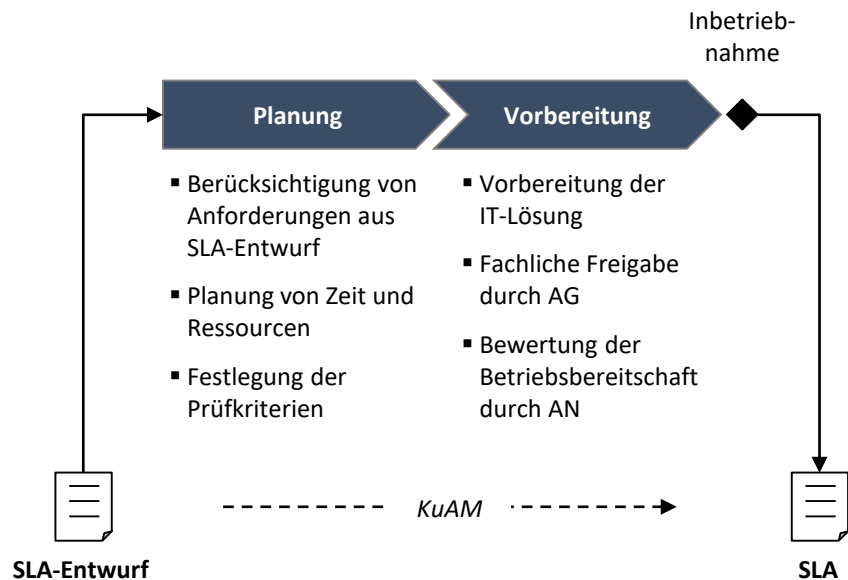 Inbetrieb-
nahme
Planung
Vorbereitung
▪ Berücksichtigung von
Anforderungen aus
SLA-Entwurf
▪ Planung von Zeit und
Ressourcen
▪ Festlegung der
Prüfkriterien
▪ Vorbereitung der
IT-Lösung
▪ Fachliche Freigabe
durch AG
▪ Bewertung der
Betriebsbereitschaft
durch AN
KuAM
SLA-Entwurf
SLA